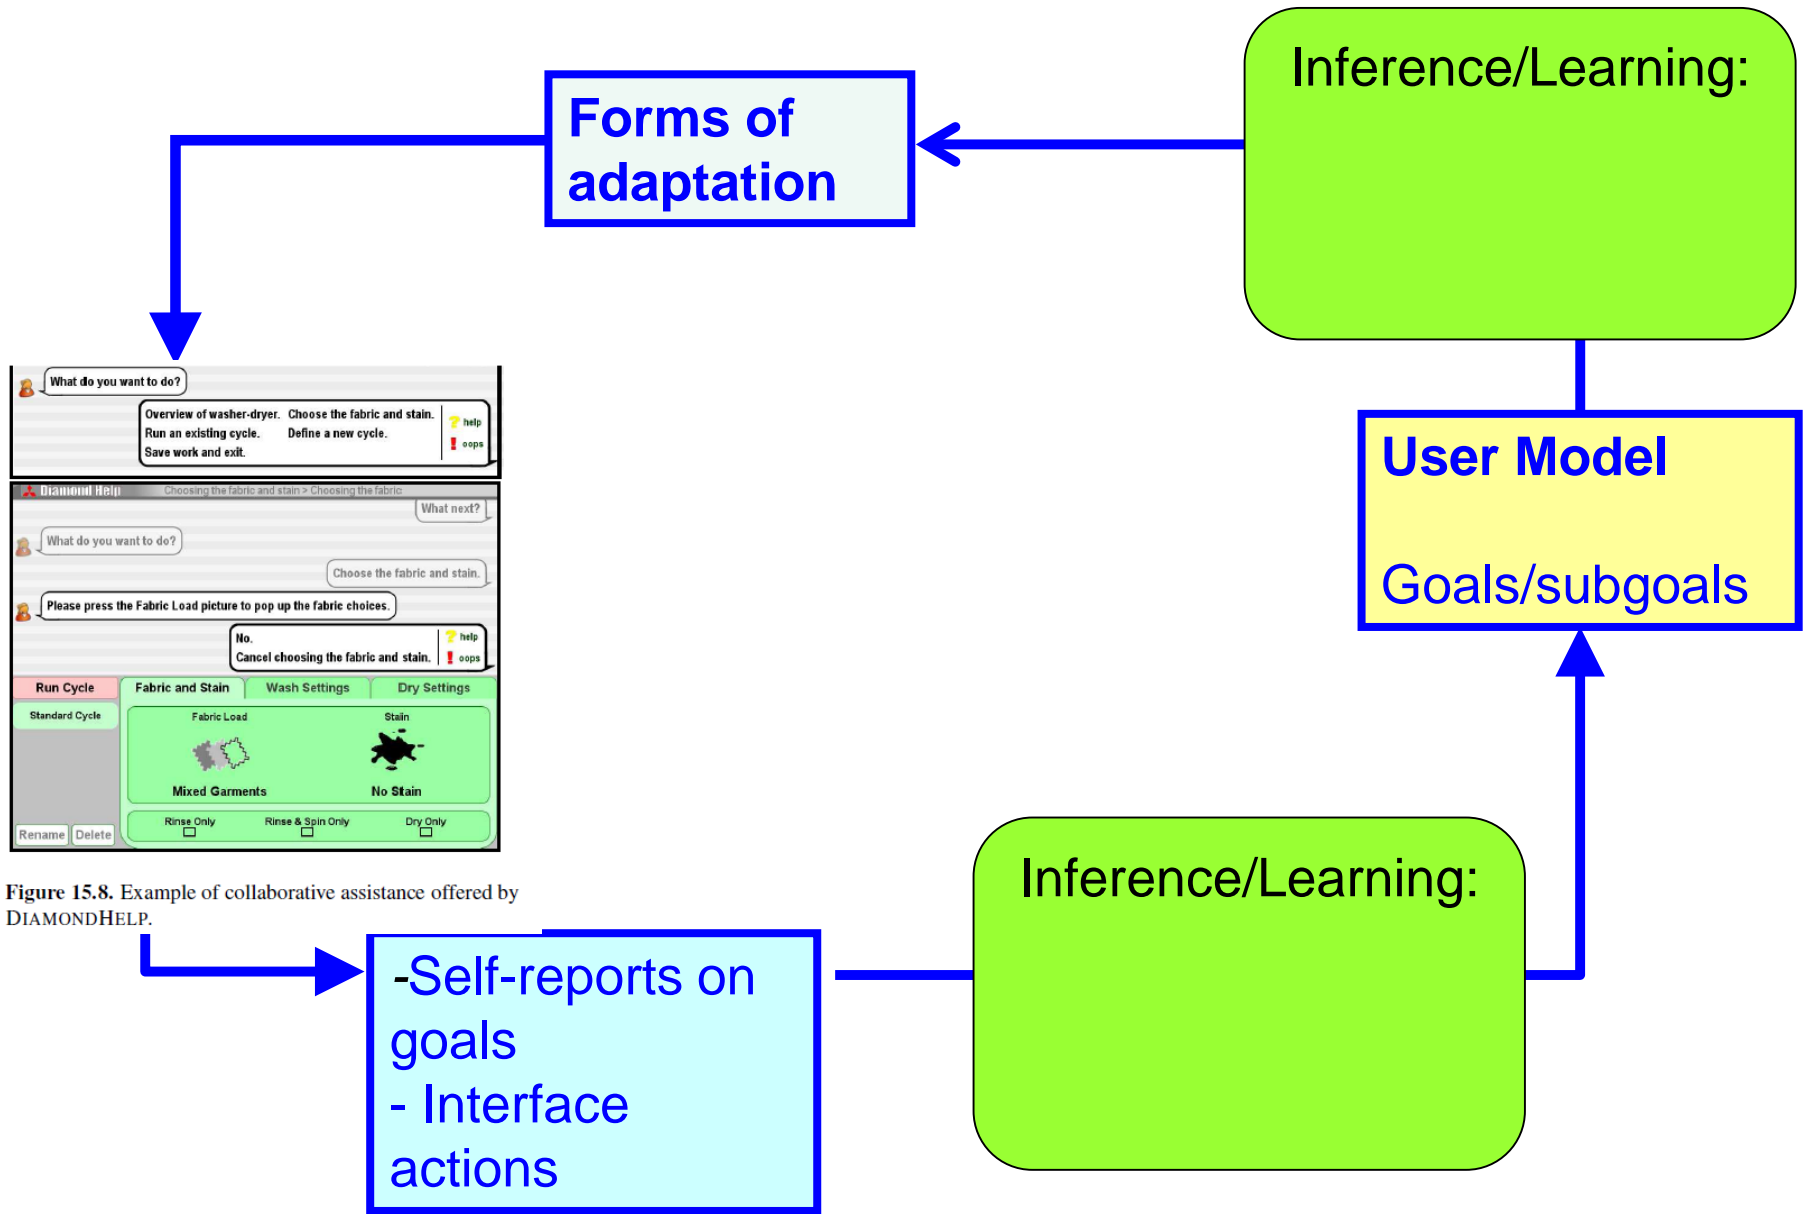 Inference/Learning:
Forms of
adaptation
What do you want to do?
Overview of washer-dryer. Choose the fabric and stain.
Run an existing cycle. Define a new cycle.
Save work and exit.
? help
! oops
Diamond Help
Choosing the fabric and stain > Choosing the fabric
What next?
What do you want to do?
Choose the fabric and stain.
Please press the Fabric Load picture to pop up the fabric choices.
No.
Cancel choosing the fabric and stain.
? help
! oops
Run Cycle
Fabric and Stain
Wash Settings
Dry Settings
Standard Cycle
Fabric Load
Stain
Mixed Garments
No Stain
Rinse Only
Rinse & Spin Only
Dry Only
Rename
Delete
Figure 15.8. Example of collaborative assistance offered by
DIAMONDHELP.
User Model
Goals/subgoals
-Self-reports on
goals
- Interface
actions
Inference/Learning: